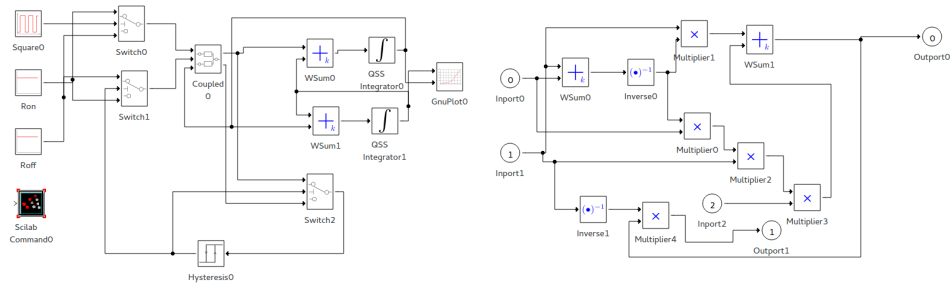 Square0
Switch0
Ron
Switch1
Roff
Scilab
Command0
Coupled
0
k
WSum0
QSS
Integrator0
k
WSum1
QSS
Integrator1
GnuPlot0
Switch2
Hysteresis0
0
Inport0
1
Inport1
k
WSum0
(•)⁻¹
Inverse0
×
Multiplier1
k
WSum1
0
Outport0
×
Multiplier0
×
Multiplier2
×
Multiplier3
2
Inport2
(•)⁻¹
Inverse1
×
Multiplier4
1
Outport1